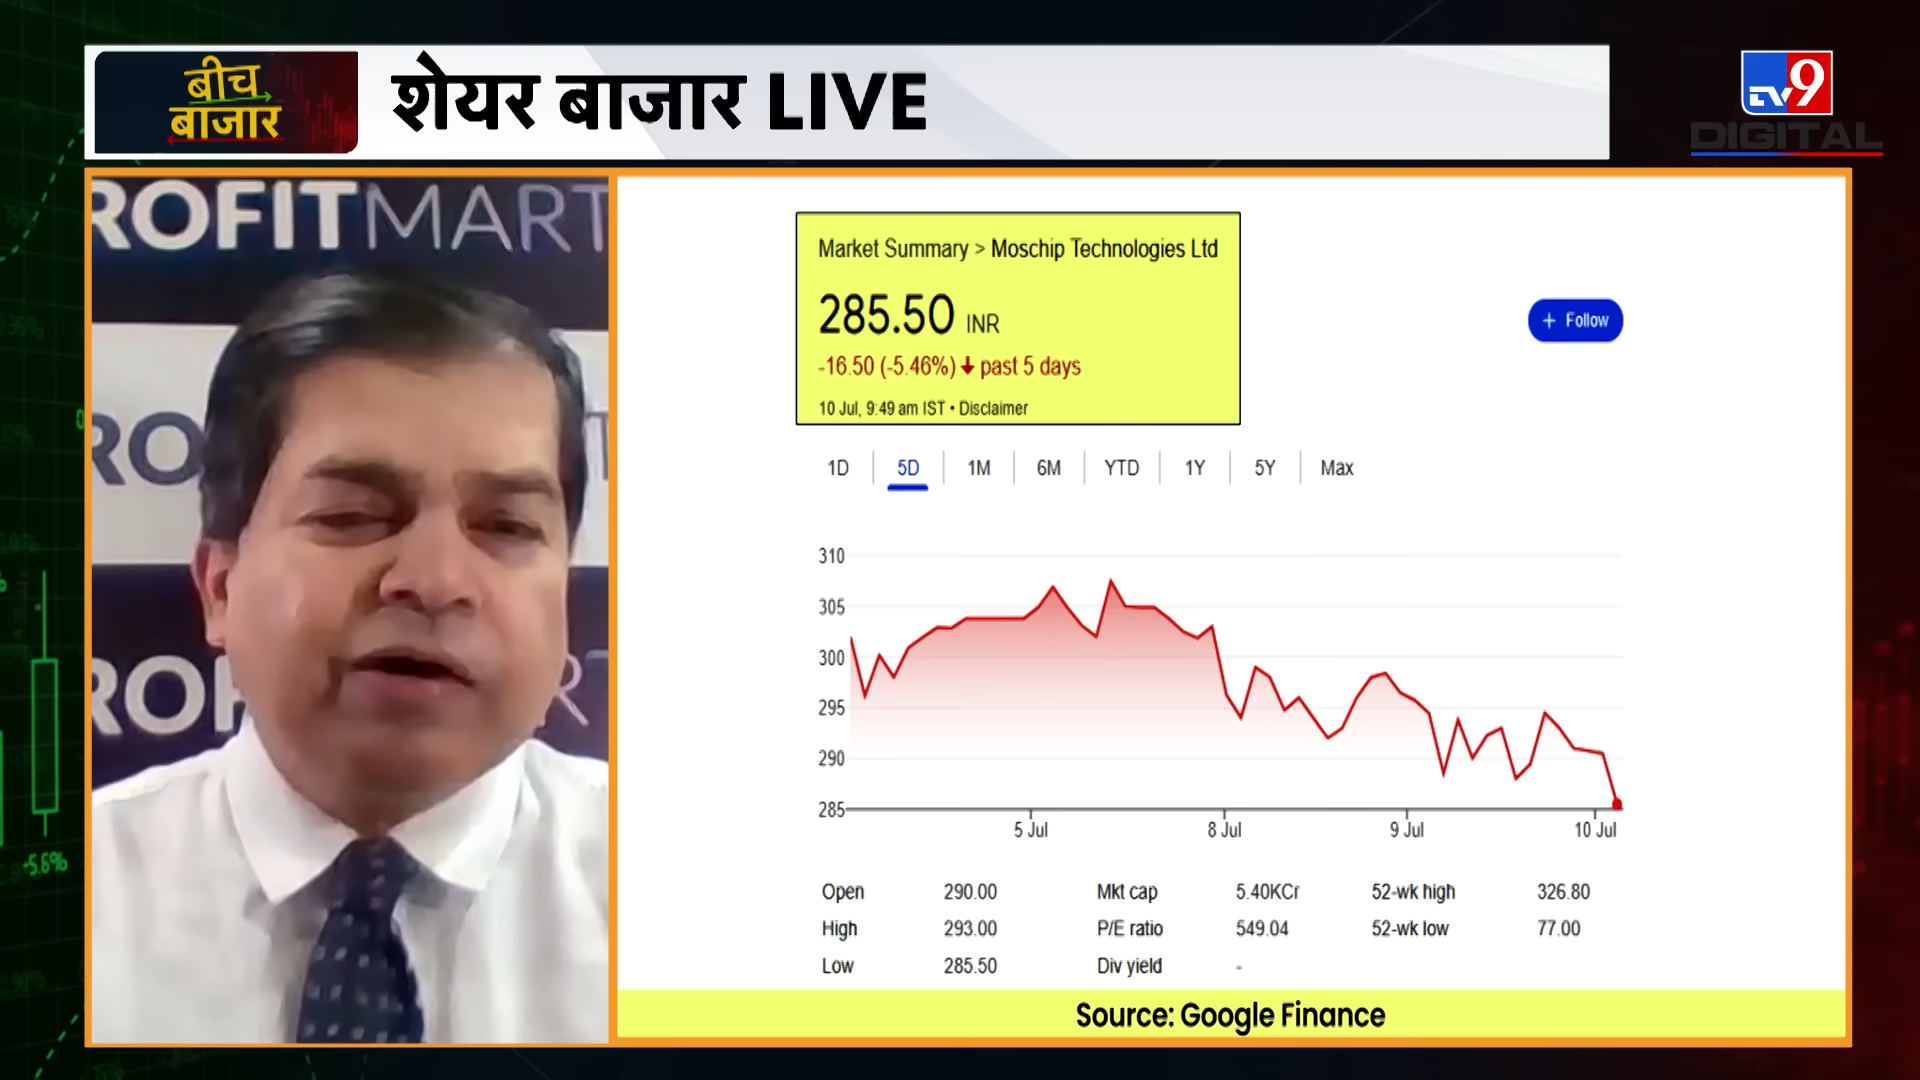 बीच
बाजार
शेयर बाजार LIVE
TV9
DIGITAL
ROFITMART
RO
ROF
R
-5.6%
Market Summary > Moschip Technologies Ltd
285.50 INR
-16.50 (-5.46%) ↓ past 5 days
10 Jul, 9:49 am IST • Disclaimer
+ Follow
1D 5D 1M 6M YTD 1Y 5Y Max
310
305
300
295
290
285
5 Jul 8 Jul 9 Jul 10 Jul
Open 290.00 Mkt cap 5.40KCr 52-wk high 326.80
High 293.00 P/E ratio 549.04 52-wk low 77.00
Low 285.50 Div yield -
Source: Google Finance